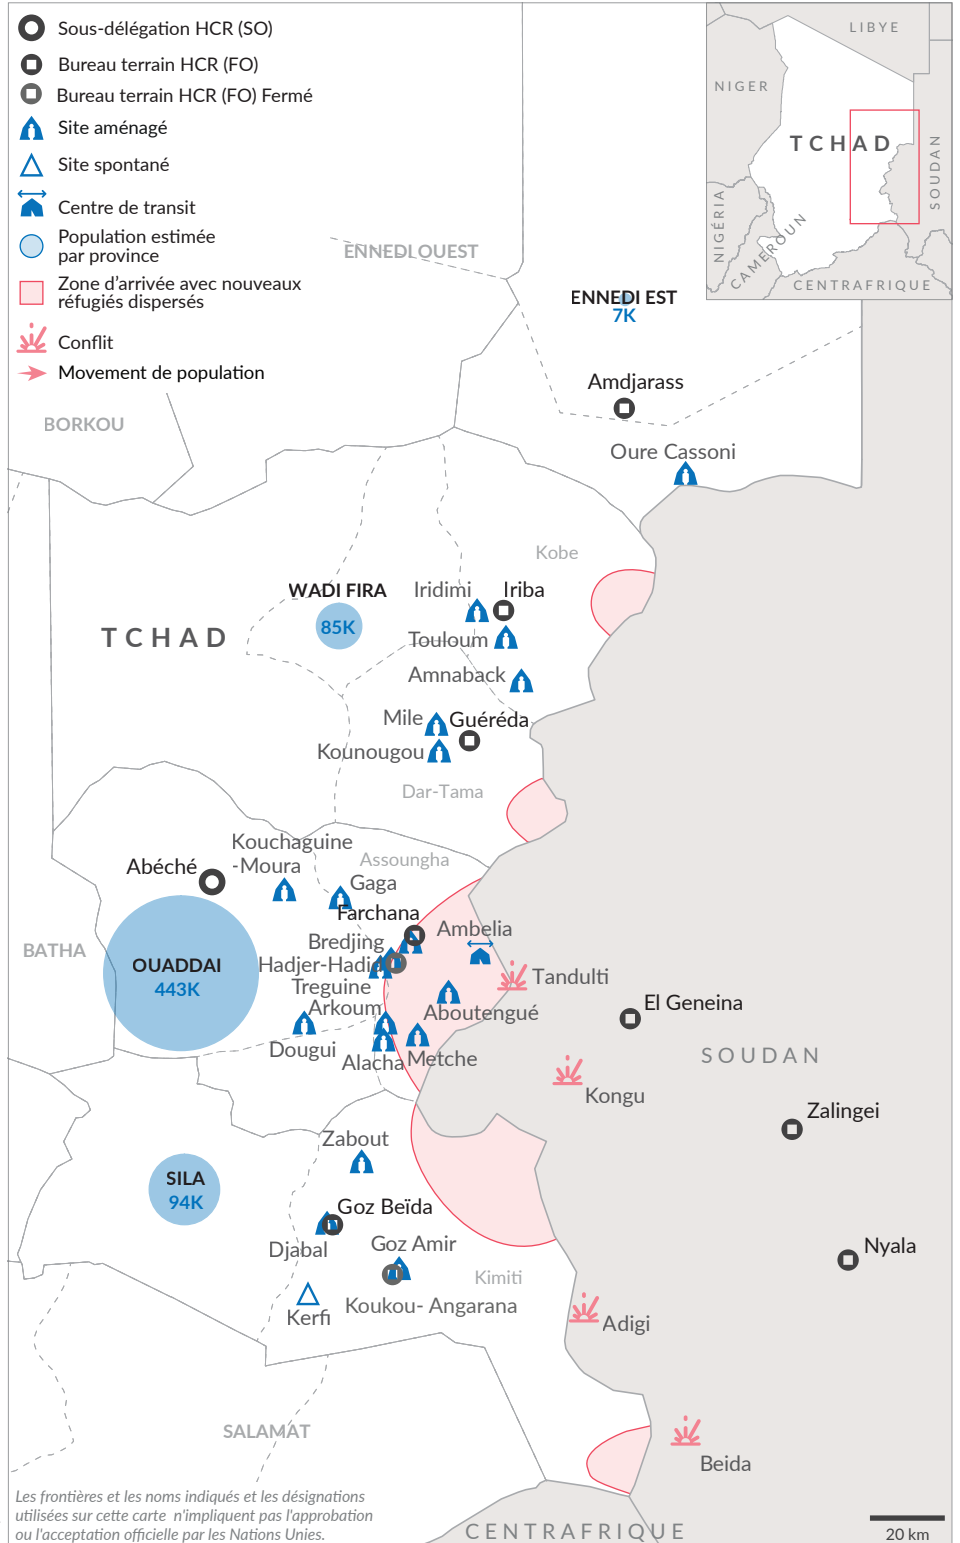 Sous-délégation HCR (SO)
Bureau terrain HCR (FO)
Bureau terrain HCR (FO) Fermé
Site aménagé
Site spontané
Centre de transit
Population estimée
par province
Zone d'arrivée avec nouveaux
réfugiés dispersés
Conflit
Movement de population
LIBYE
NIGER
TCHAD
SOUDAN
NIGÉRIA
CAMEROUN
CENTRAFRIQUE
ENNEDI OUEST
ENNEDI EST
7K
Amdjarass
BORKOU
Oure Cassoni
Kobe
WADI FIRA
85K
Iridimi
Iriba
TCHAD
Touloum
Amnaback
Mile
Guéréda
Kounougou
Dar-Tama
Kouchaguine
-Moura
Assoungha
Abéché
Gaga
Farchana
Ambelia
Bredjing
BATHA
OUADDAI
443K
Hadjer-Hadid
Tandulti
Treguine
Arkoum
Aboutengué
El Geneina
Dougui
Alacha
Metche
SOUDAN
Kongu
Zalingei
Zabout
SILA
94K
Goz Beïda
Djabal
Goz Amir
Nyala
Kimiti
Kerfi
Koukou- Angarana
Adigi
SALAMAT
Beida
Les frontières et les noms indiqués et les désignations
utilisées sur cette carte n'impliquent pas l'approbation
ou l'acceptation officielle par les Nations Unies.
CENTRAFRIQUE
20 km